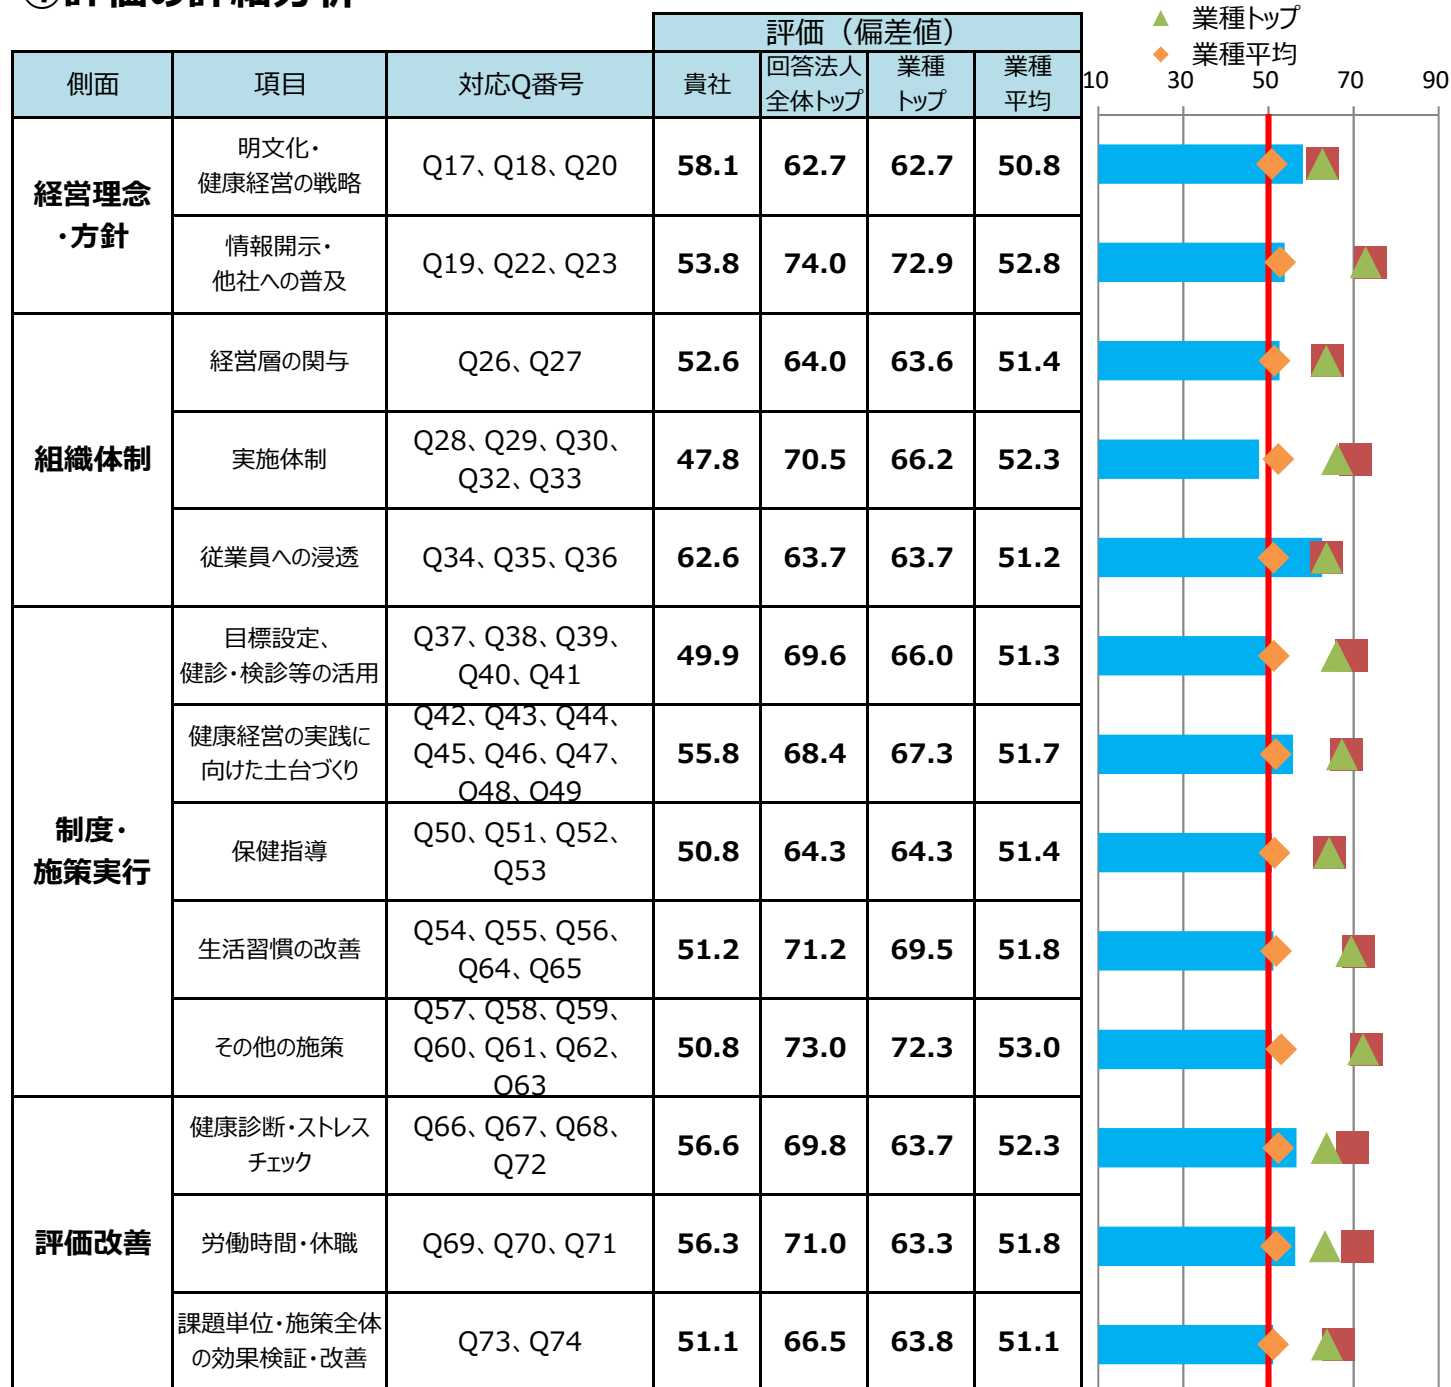 ①評価の詳細分析
業種トップ
業種平均
評価（偏差値）
側面 項目 対応Q番号 貴社 回答法人全体トップ 業種トップ 業種平均
10 30 50 70 90
経営理念・方針
明文化・健康経営の戦略 Q17、Q18、Q20 58.1 62.7 62.7 50.8
情報開示・他社への普及 Q19、Q22、Q23 53.8 74.0 72.9 52.8
組織体制
経営層の関与 Q26、Q27 52.6 64.0 63.6 51.4
実施体制 Q28、Q29、Q30、Q32、Q33 47.8 70.5 66.2 52.3
従業員への浸透 Q34、Q35、Q36 62.6 63.7 63.7 51.2
制度・施策実行
目標設定、健診・検診等の活用 Q37、Q38、Q39、Q40、Q41 49.9 69.6 66.0 51.3
健康経営の実践に向けた土台づくり Q42、Q43、Q44、Q45、Q46、Q47、Q48、Q49 55.8 68.4 67.3 51.7
保健指導 Q50、Q51、Q52、Q53 50.8 64.3 64.3 51.4
生活習慣の改善 Q54、Q55、Q56、Q64、Q65 51.2 71.2 69.5 51.8
その他の施策 Q57、Q58、Q59、Q60、Q61、Q62、Q63 50.8 73.0 72.3 53.0
評価改善
健康診断・ストレスチェック Q66、Q67、Q68、Q72 56.6 69.8 63.7 52.3
労働時間・休職 Q69、Q70、Q71 56.3 71.0 63.3 51.8
課題単位・施策全体の効果検証・改善 Q73、Q74 51.1 66.5 63.8 51.1